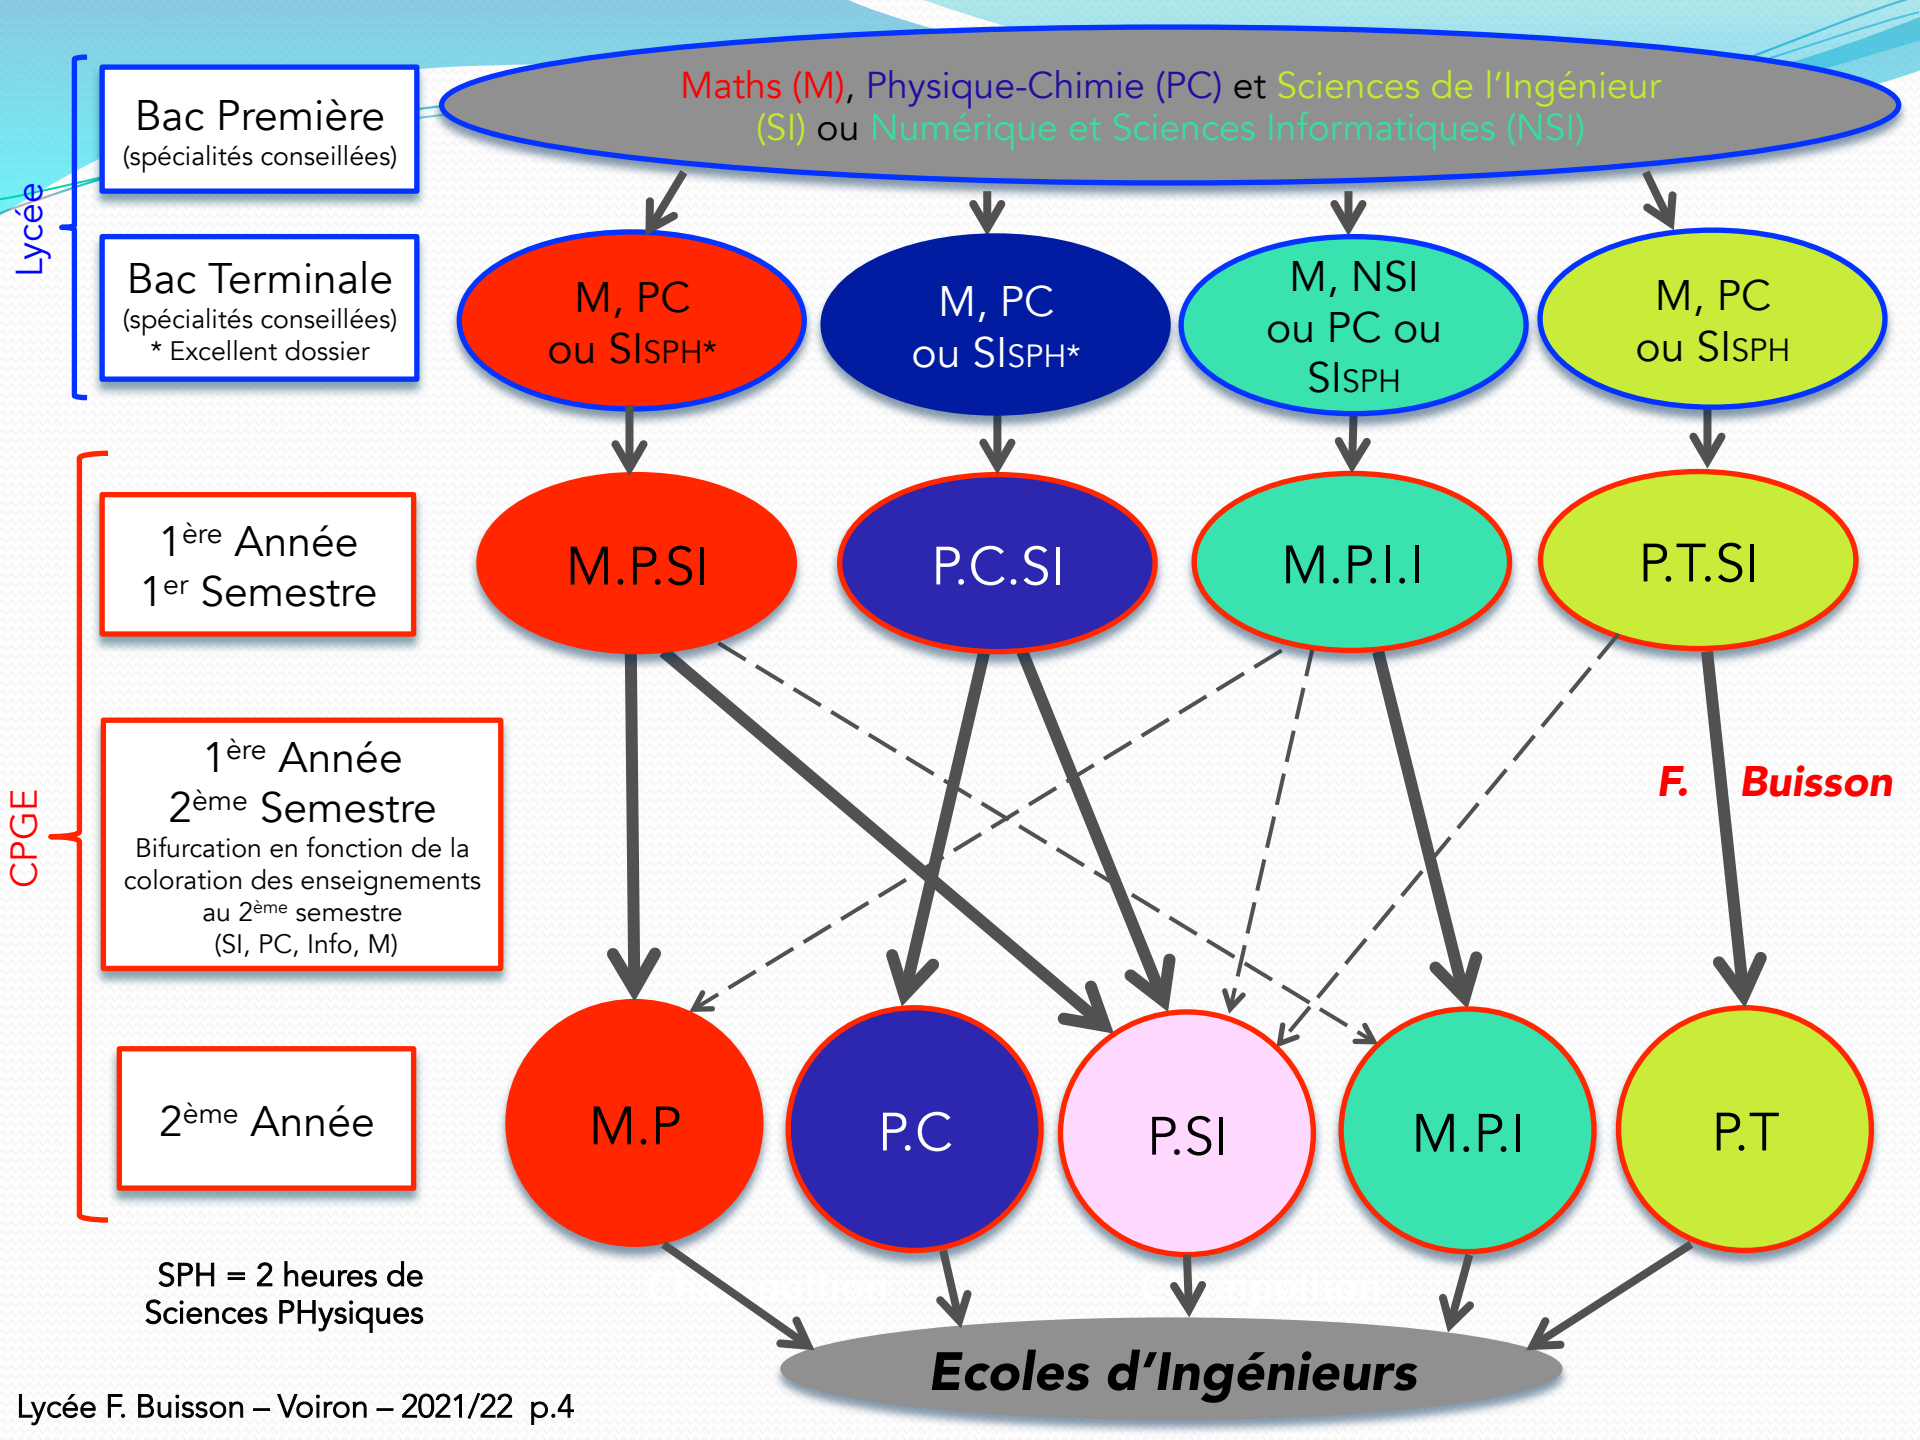 Maths (M), Physique-Chimie (PC) et Sciences de l'Ingénieur
(SI) ou Numérique et Sciences Informatiques (NSI)
Lycée
Bac Première
(spécialités conseillées)
Bac Terminale
(spécialités conseillées)
* Excellent dossier
M, PC
ou SISPH*
M, PC
ou SISPH*
M, NSI
ou PC ou
SISPH
M, PC
ou SISPH
CPGE
1ère Année
1er Semestre
M.P.SI
P.C.SI
M.P.I.I
P.T.SI
1ère Année
2ème Semestre
Bifurcation en fonction de la
coloration des enseignements
au 2ème semestre
(SI, PC, Info, M)
F. Buisson
2ème Année
M.P
P.C
P.SI
M.P.I
P.T
SPH = 2 heures de
Sciences PHysiques
Ecoles d'Ingénieurs
Lycée F. Buisson – Voiron – 2021/22 p.4